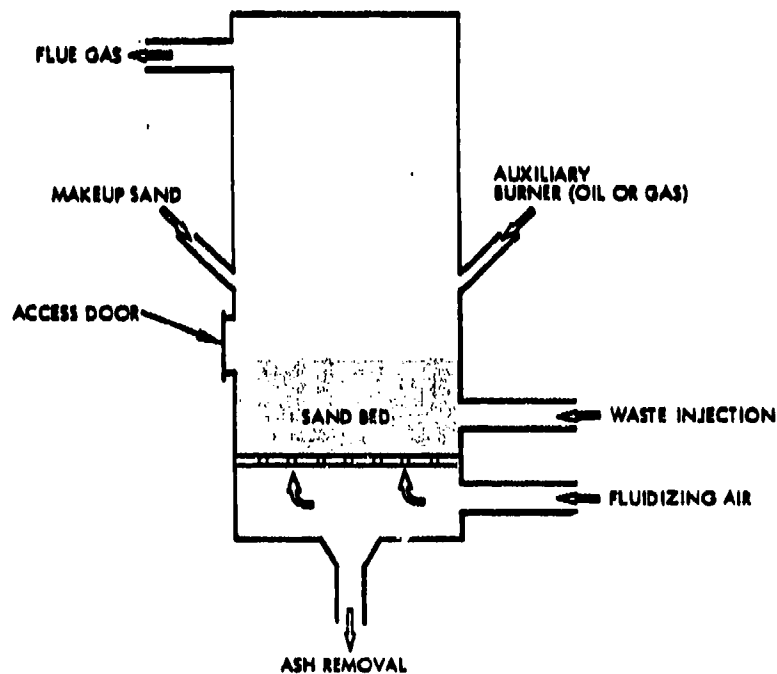 FLUE GAS
MAKEUP SAND
AUXILIARY
BURNER (OIL OR GAS)
ACCESS DOOR
SAND BED
WASTE INJECTION
FLUIDIZING AIR
ASH REMOVAL